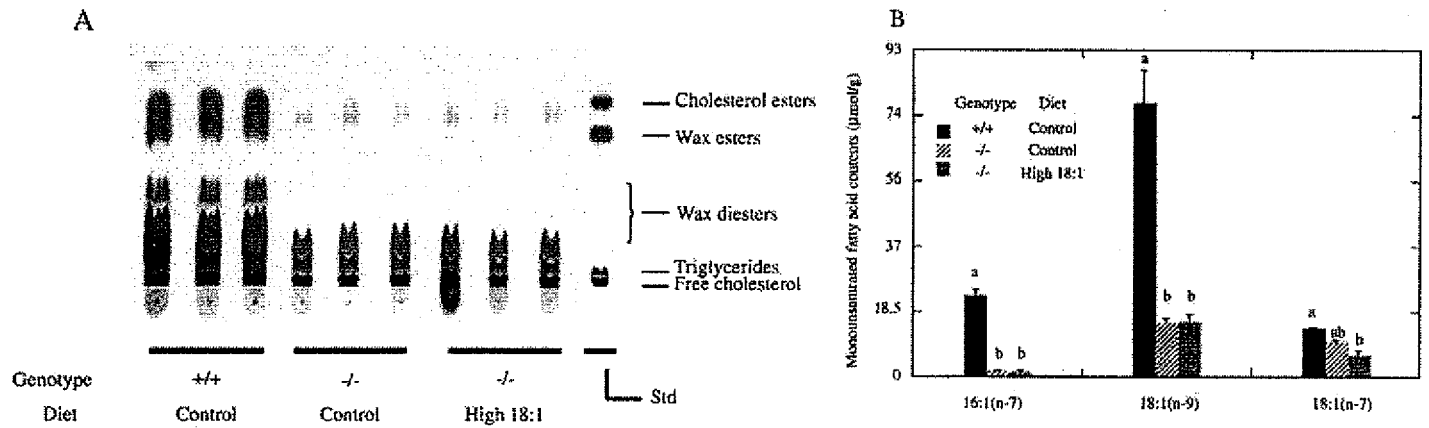 A
Cholesterol esters
Wax esters
Wax diesters
Triglycerides
Free cholesterol
Genotype +/+ -/- -/-
Diet Control Control High 18:1
Std
B
Monounsaturated fatty acid contents (μmol/g)
93
74
56
37
18.5
0
Genotype Diet
+/+ Control
-/- Control
-/- High 18:1
a b b
a b b
a ab b
16:1(n-7) 18:1(n-9) 18:1(n-7)